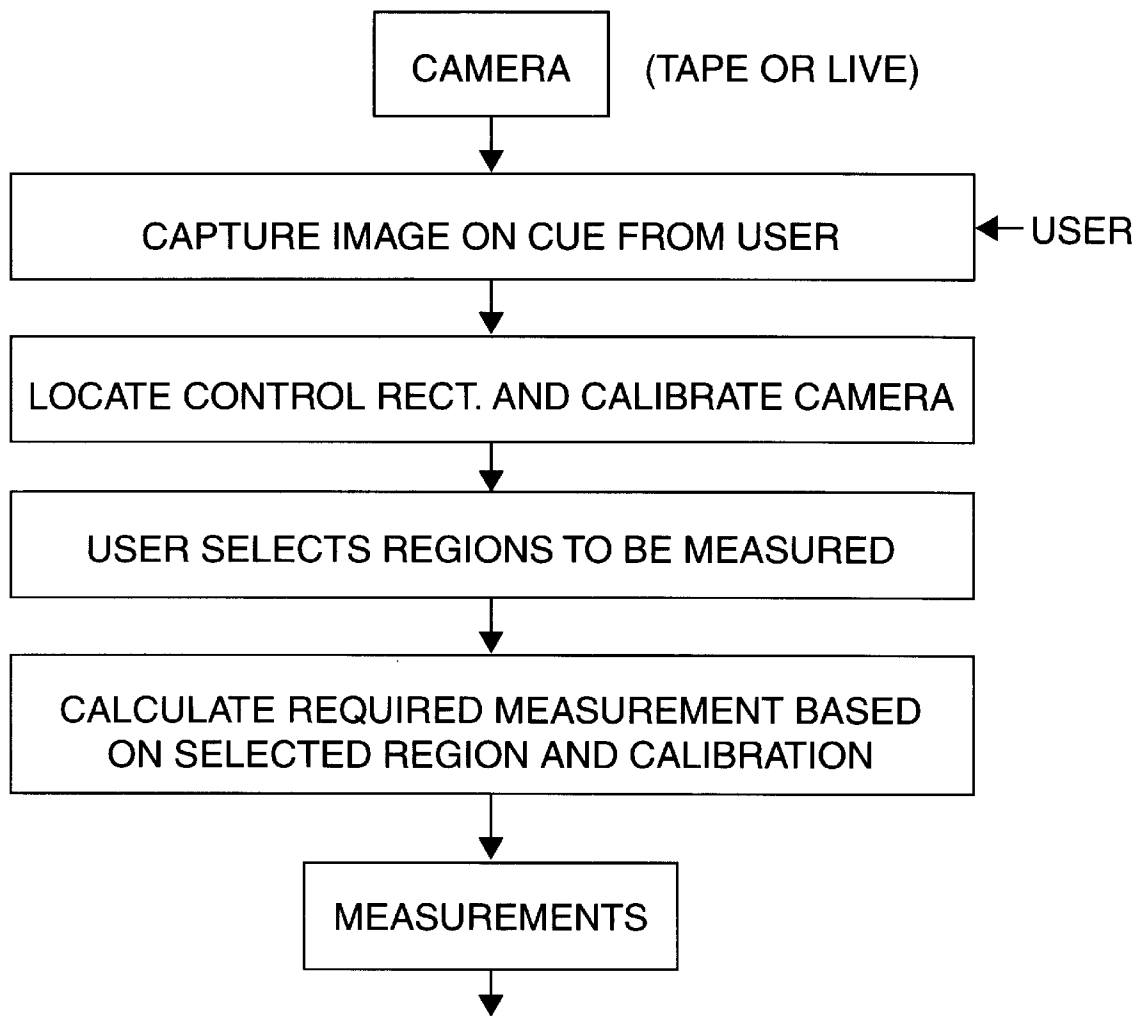 CAMERA (TAPE OR LIVE)
CAPTURE IMAGE ON CUE FROM USER
USER
LOCATE CONTROL RECT. AND CALIBRATE CAMERA
USER SELECTS REGIONS TO BE MEASURED
CALCULATE REQUIRED MEASUREMENT BASED
ON SELECTED REGION AND CALIBRATION
MEASUREMENTS